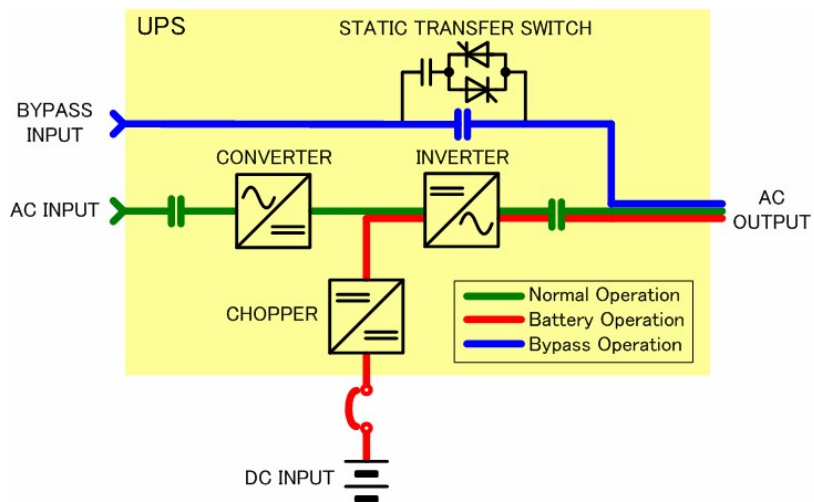 UPS
STATIC TRANSFER SWITCH
BYPASS
INPUT
CONVERTER
INVERTER
AC INPUT
AC
OUTPUT
CHOPPER
Normal Operation
Battery Operation
Bypass Operation
DC INPUT